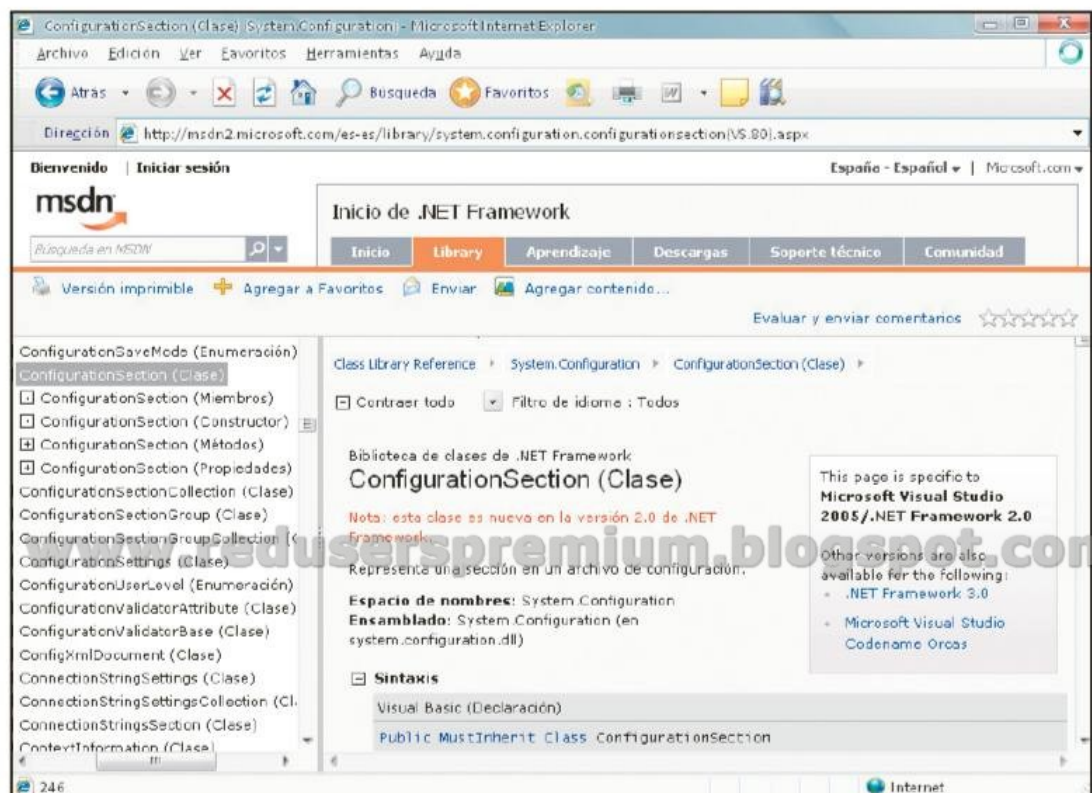 ConfigurationSection (Clase) (System.Configuration) - Microsoft Internet Explorer
Archivo Edición Ver Favoritos Herramientas Ayuda
Atrás Búsqueda Favoritos
Dirección http://msdn2.microsoft.com/es-es/library/system.configuration.configurationsection(VS.80).aspx
Bienvenido | Iniciar sesión
España - Español | Microsoft.com
msdn
Inicio de .NET Framework
Búsqueda en MSDN
Inicio Library Aprendizaje Descargas Soporte técnico Comunidad
Versión imprimible Agregar a Favoritos Enviar Agregar contenido...
Evaluar y enviar comentarios
ConfigurationSaveMode (Enumeración)
ConfigurationSection (Clase)
ConfigurationSection (Miembros)
ConfigurationSection (Constructor)
ConfigurationSection (Métodos)
ConfigurationSection (Propiedades)
ConfigurationSectionCollection (Clase)
ConfigurationSectionGroup (Clase)
ConfigurationSectionGroupCollection (C
ConfigurationSettings (Clase)
ConfigurationUserLevel (Enumeración)
ConfigurationValidatorAttribute (Clase)
ConfigurationValidatorBase (Clase)
ConfigXmlDocument (Clase)
ConnectionStringSettings (Clase)
ConnectionStringSettingsCollection (Cl
ConnectionStringsSection (Clase)
ContextInformation (Clase)
Class Library Reference System.Configuration ConfigurationSection (Clase)
Contraer todo Filtro de idioma : Todos
Biblioteca de clases de .NET Framework
ConfigurationSection (Clase)
Nota: esta clase es nueva en la versión 2.0 de .NET
Framework.
Representa una sección en un archivo de configuración.
Espacio de nombres: System.Configuration
Ensamblado: System.Configuration (en
system.configuration.dll)
Sintaxis
Visual Basic (Declaración)
Public MustInherit Class ConfigurationSection
This page is specific to
Microsoft Visual Studio
2005/.NET Framework 2.0
Other versions are also
available for the following:
.NET Framework 3.0
Microsoft Visual Studio
Codename Orcas
www.reduserspremium.blogspot.com
246
Internet